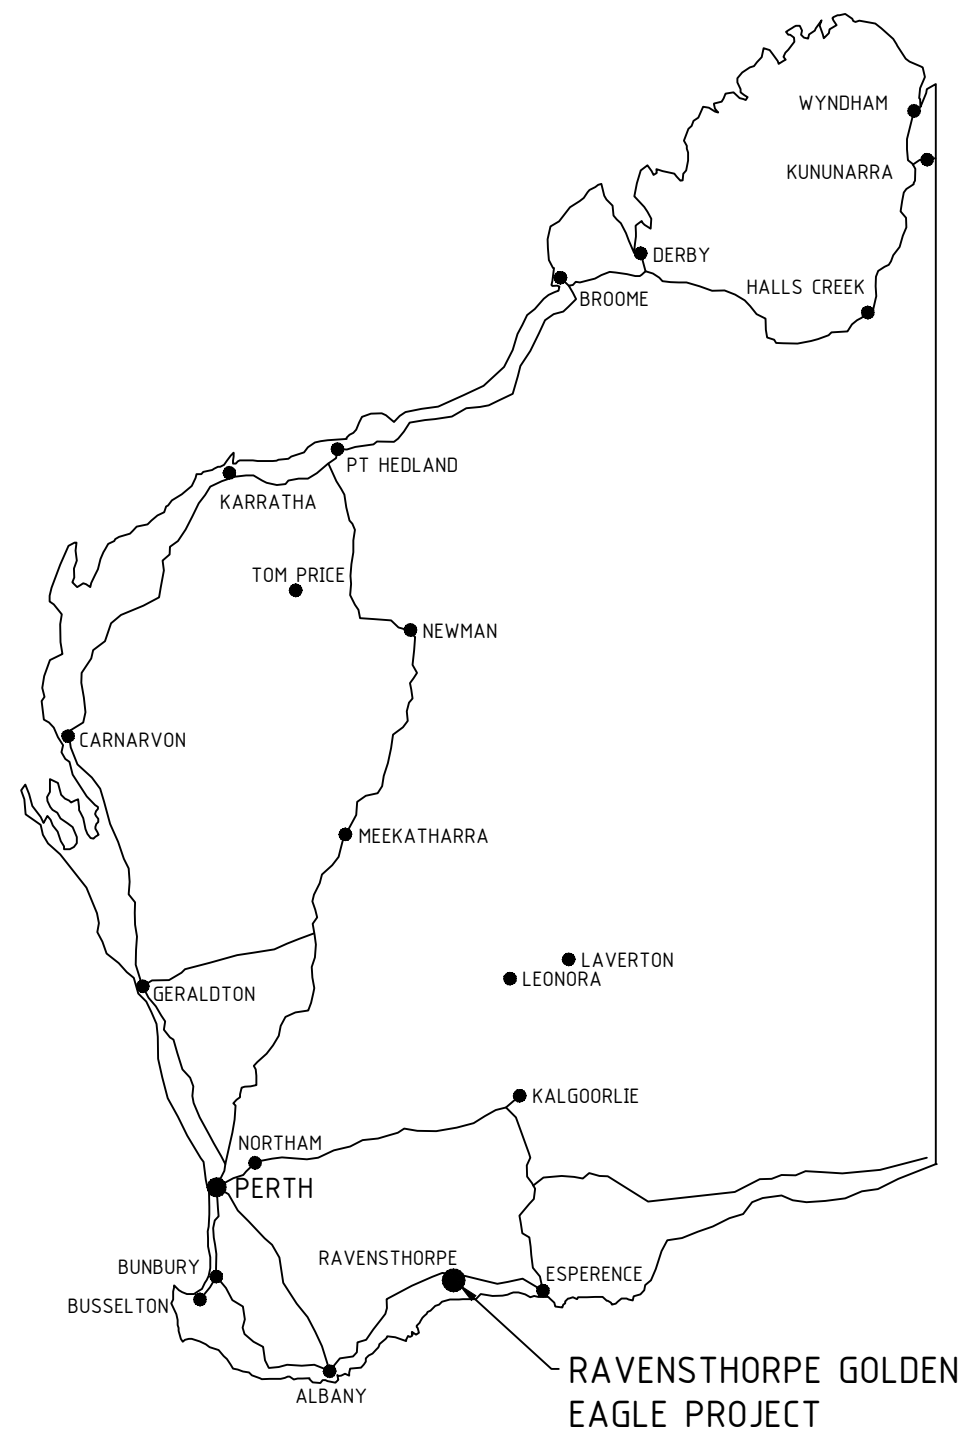 WYNDHAM
KUNUNARRA
DERBY
HALLS CREEK
BROOME
PT HEDLAND
KARRATHA
TOM PRICE
NEWMAN
CARNARVON
MEEKATHARRA
LAVERTON
LEONORA
GERALDTON
KALGOORLIE
NORTHAM
PERTH
RAVENSTHORPE
BUNBURY
ESPERENCE
BUSSELTON
RAVENSTHORPE GOLDEN
EAGLE PROJECT
ALBANY